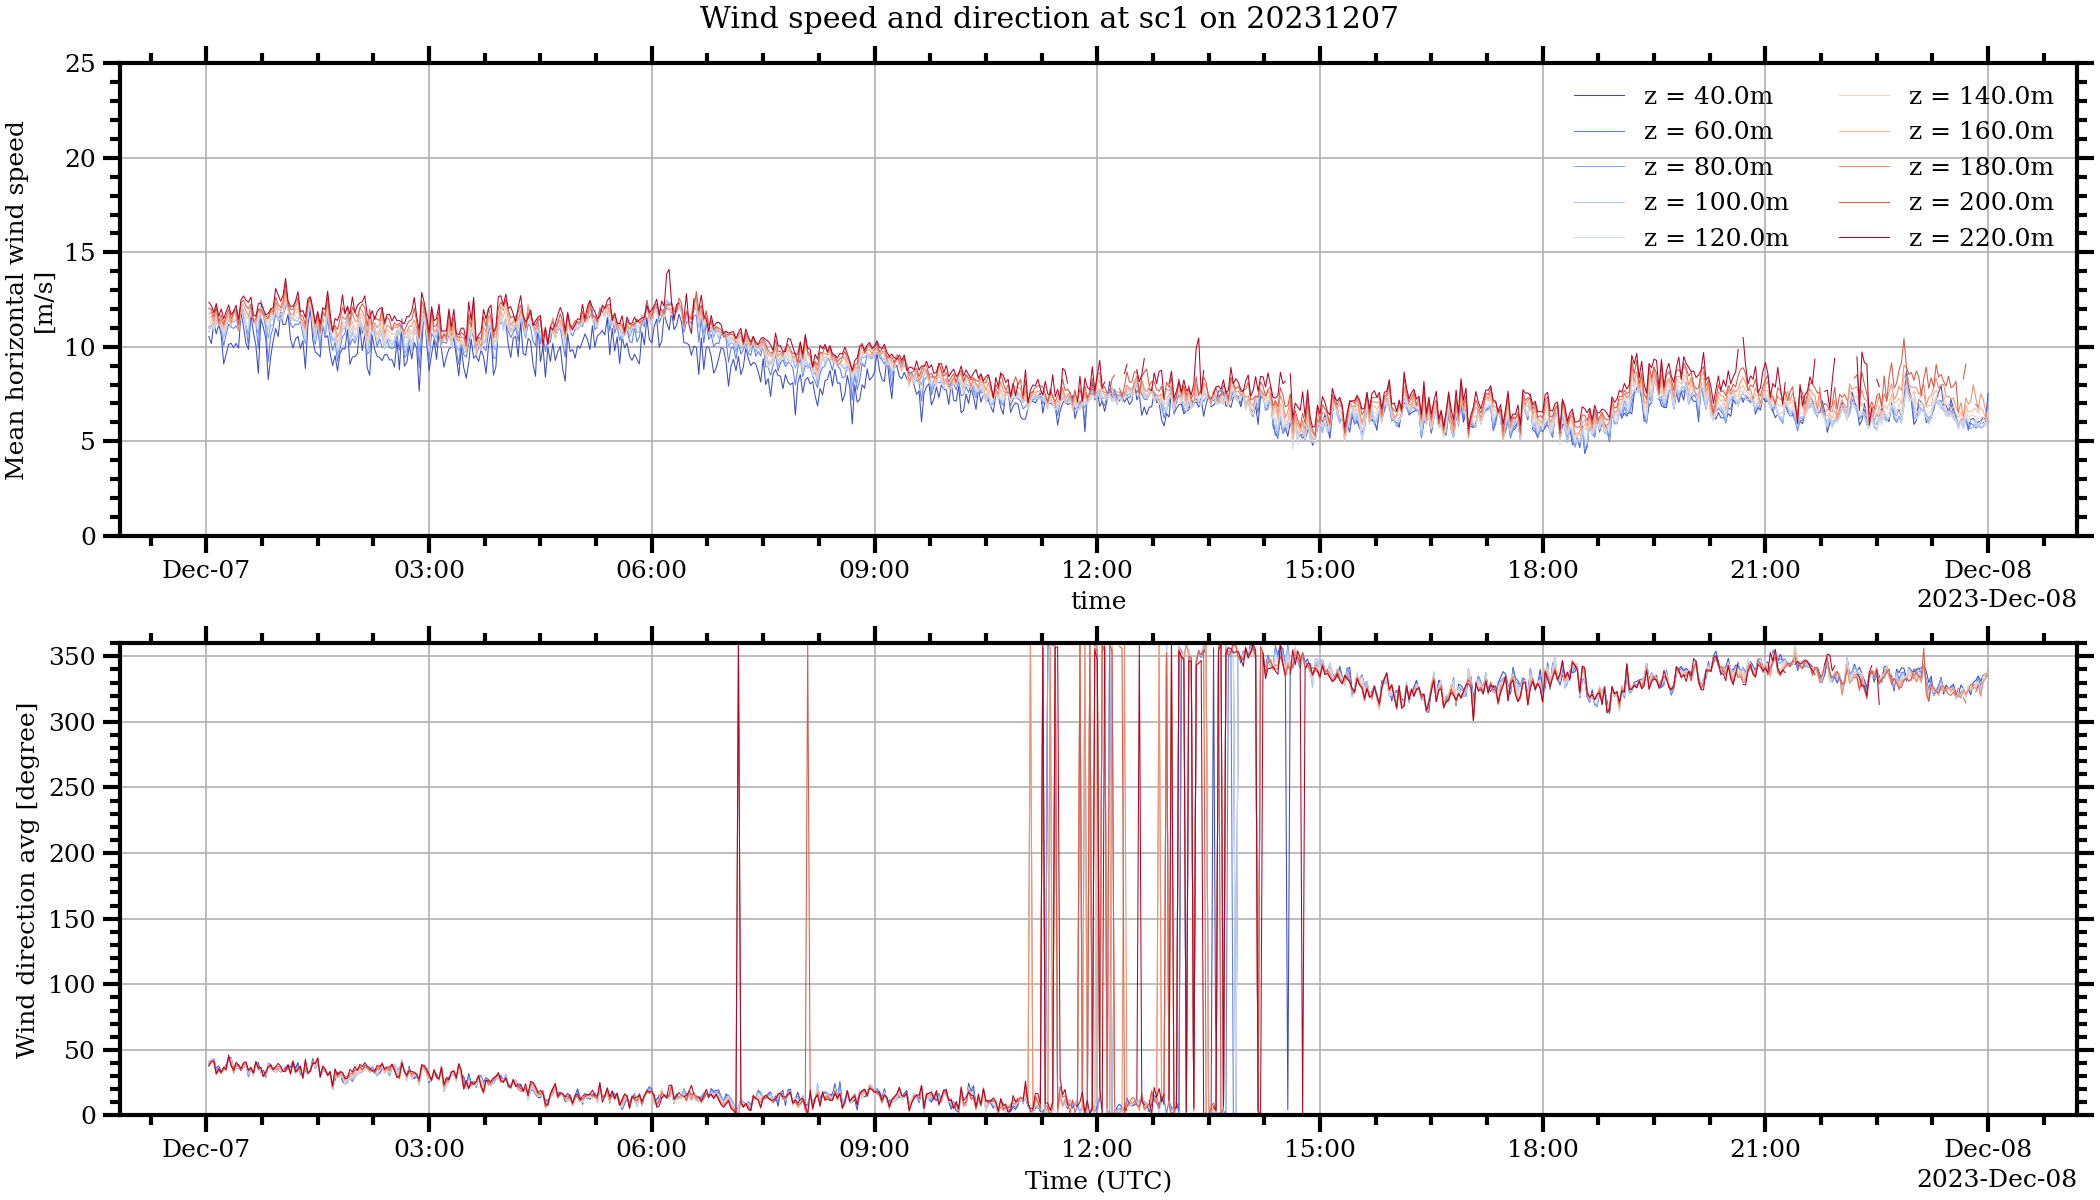 Wind speed and direction at sc1 on 20231207
Mean horizontal wind speed
[m/s]
25
20
15
10
5
0
z = 40.0m
z = 60.0m
z = 80.0m
z = 100.0m
z = 120.0m
z = 140.0m
z = 160.0m
z = 180.0m
z = 200.0m
z = 220.0m
Dec-07 03:00 06:00 09:00 12:00 15:00 18:00 21:00 Dec-08
time
2023-Dec-08
Wind direction avg [degree]
350
300
250
200
150
100
50
0
Dec-07 03:00 06:00 09:00 12:00 15:00 18:00 21:00 Dec-08
Time (UTC)
2023-Dec-08